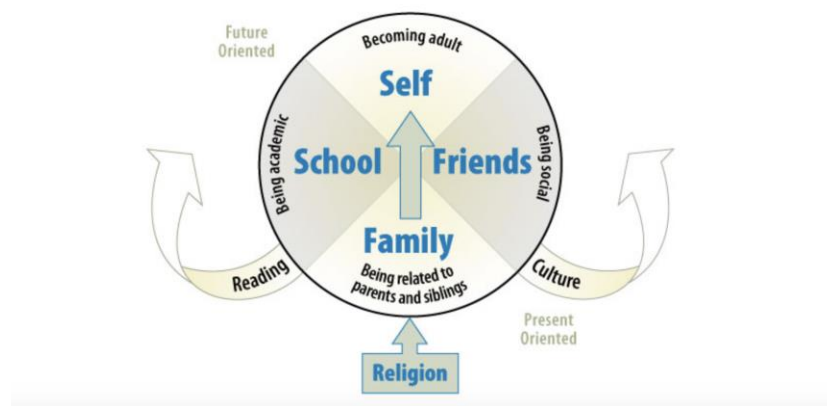 Future
Oriented
Becoming adult
Self
Being academic
School
Friends
Being social
Family
Being related to
parents and siblings
Reading
Culture
Present
Oriented
Religion